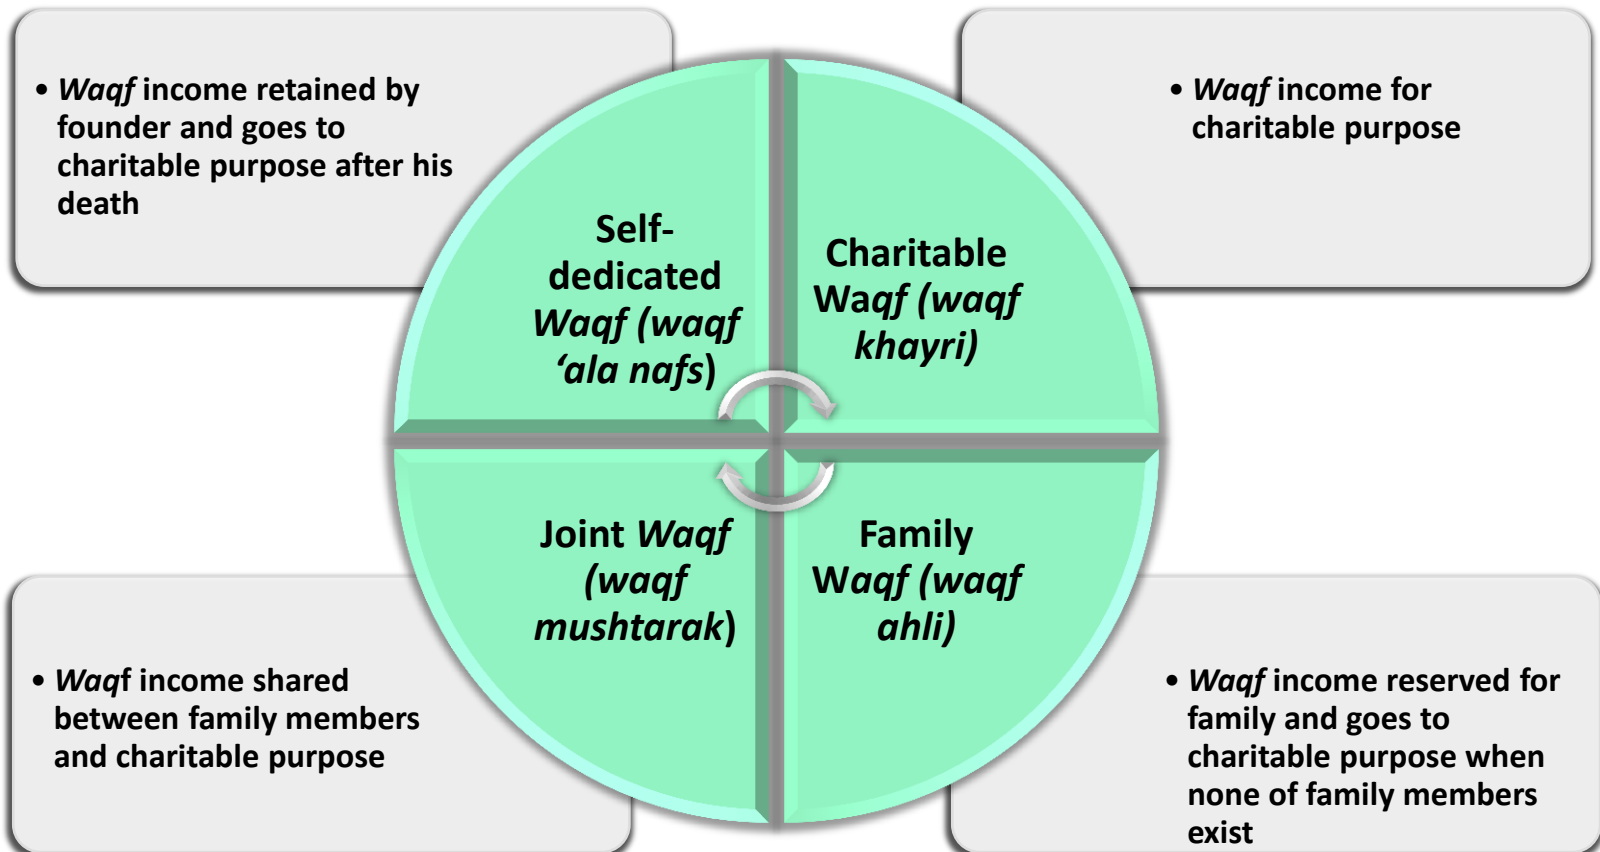 • Waqf income retained by
founder and goes to
charitable purpose after his
death
• Waqf income for
charitable purpose
Self-
dedicated
Waqf (waqf
‘ala nafs)
Charitable
Waqf (waqf
khayri)
Joint Waqf
(waqf
mushtarak)
Family
Waqf (waqf
ahli)
• Waqf income shared
between family members
and charitable purpose
• Waqf income reserved for
family and goes to
charitable purpose when
none of family members
exist